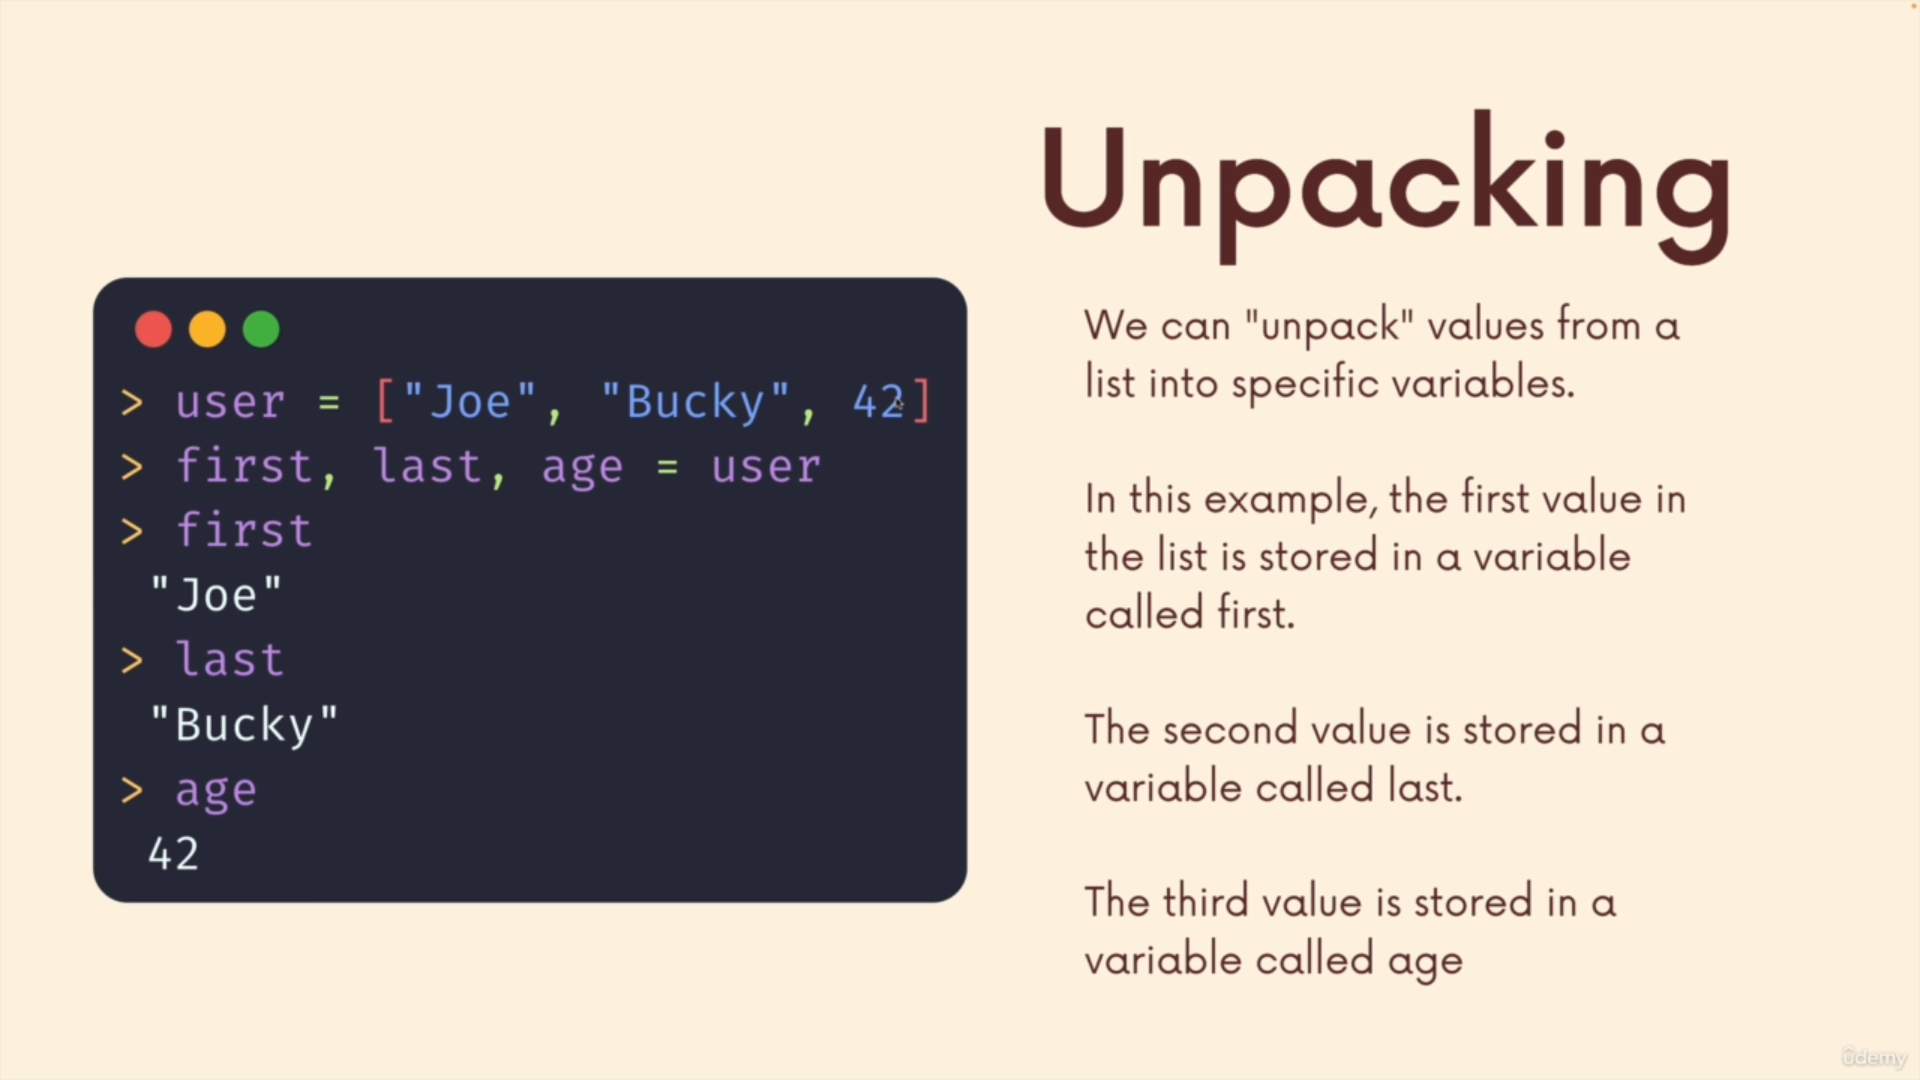 Unpacking
> user = ["Joe", "Bucky", 42]
> first, last, age = user
> first
"Joe"
> last
"Bucky"
> age
42
We can "unpack" values from a
list into specific variables.
In this example, the first value in
the list is stored in a variable
called first.
The second value is stored in a
variable called last.
The third value is stored in a
variable called age
ûdemy